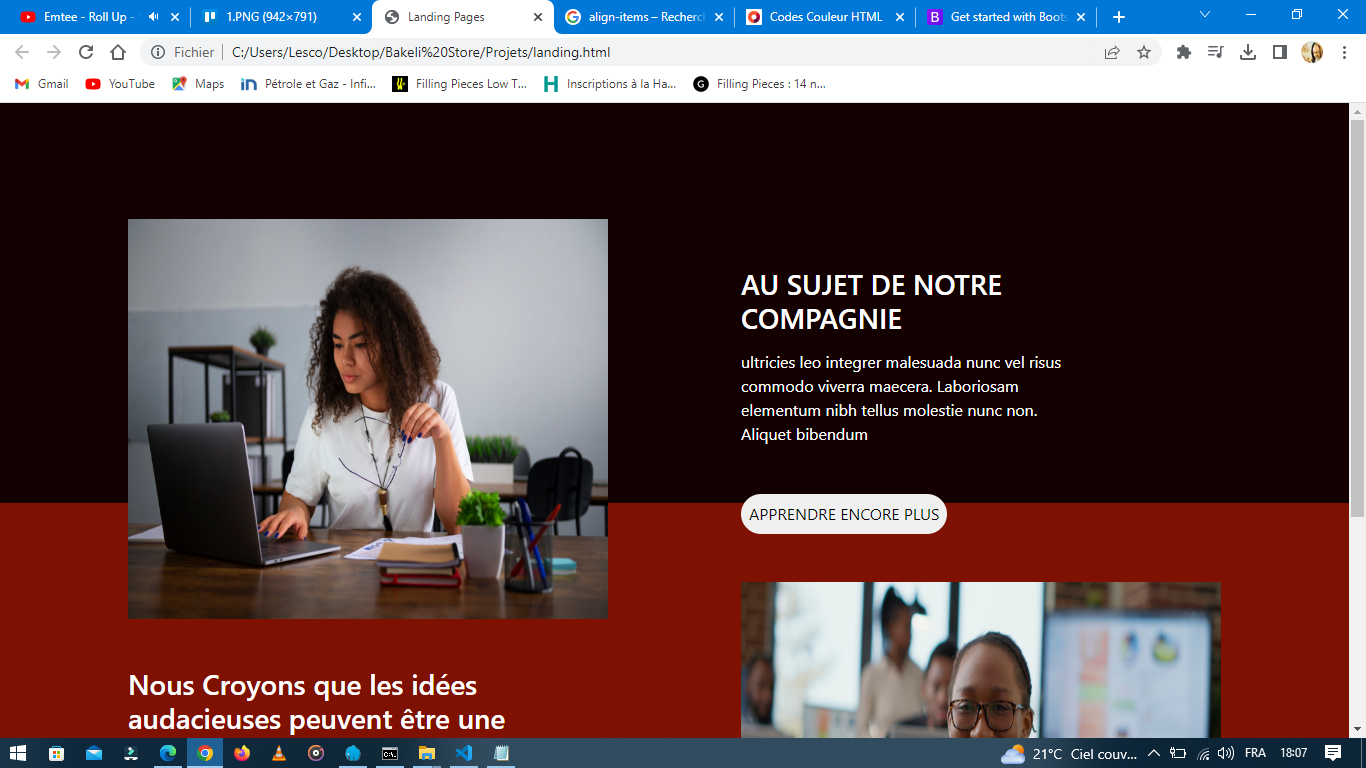 Emtee - Roll Up -
1.PNG (942×791)
Landing Pages
align-items – Recherc
Codes Couleur HTML
Get started with Boots
Fichier
C:/Users/Lesco/Desktop/Bakeli%20Store/Projets/landing.html
Gmail
YouTube
Maps
Pétrole et Gaz - Infi...
Filling Pieces Low T...
Inscriptions à la Ha...
Filling Pieces : 14 n...
AU SUJET DE NOTRE
COMPAGNIE
ultricies leo integrer malesuada nunc vel risus
commodo viverra maecera. Laboriosam
elementum nibh tellus molestie nunc non.
Aliquet bibendum
APPRENDRE ENCORE PLUS
Nous Croyons que les idées
audacieuses peuvent être une
21°C Ciel couv...
FRA
18:07